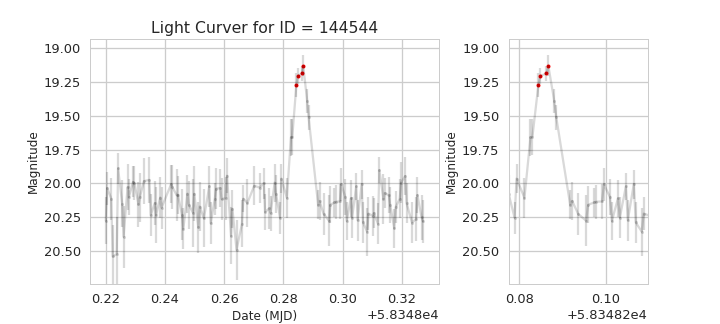 Light Curver for ID = 144544
19.00
19.25
19.50
19.75
20.00
20.25
20.50
Magnitude
0.22 0.24 0.26 0.28 0.30 0.32
Date (MJD)
+5.8348e4
19.00
19.25
19.50
19.75
20.00
20.25
20.50
Magnitude
0.08 0.10
+5.83482e4